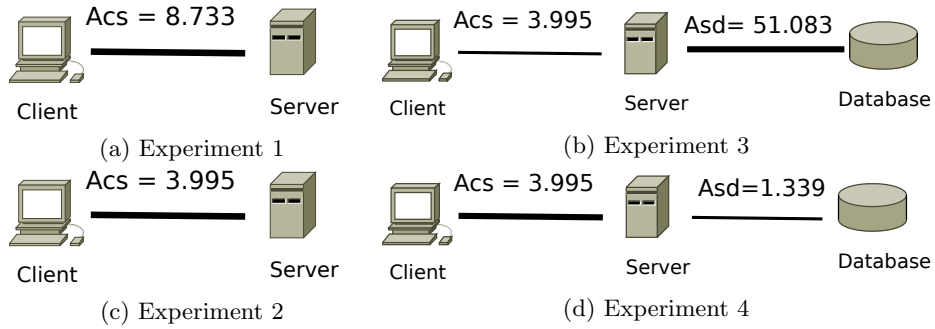 Acs = 8.733
Client
Server
(a) Experiment 1
Acs = 3.995
Asd= 51.083
Client
Server
Database
(b) Experiment 3
Acs = 3.995
Client
Server
(c) Experiment 2
Acs = 3.995
Asd=1.339
Client
Server
Database
(d) Experiment 4